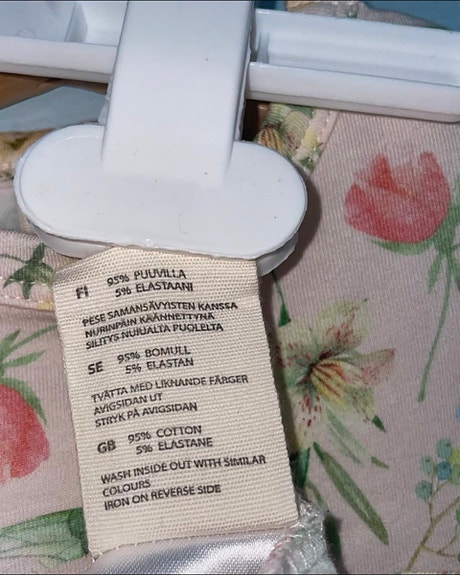 FI 95% PUUVILLA
5% ELASTAANI
PESE SAMANSÄVYISTEN KANSSA
NURINPÄIN KÄÄNNETTYNÄ
SILITYS NURJALTA PUOLELTA
SE 95% BOMULL
5% ELASTAN
TVÄTTA MED LIKNANDE FÄRGER
AVIGSIDAN UT
STRYK PÅ AVIGSIDAN
GB 95% COTTON
5% ELASTANE
WASH INSIDE OUT WITH SIMILAR
COLOURS
IRON ON REVERSE SIDE